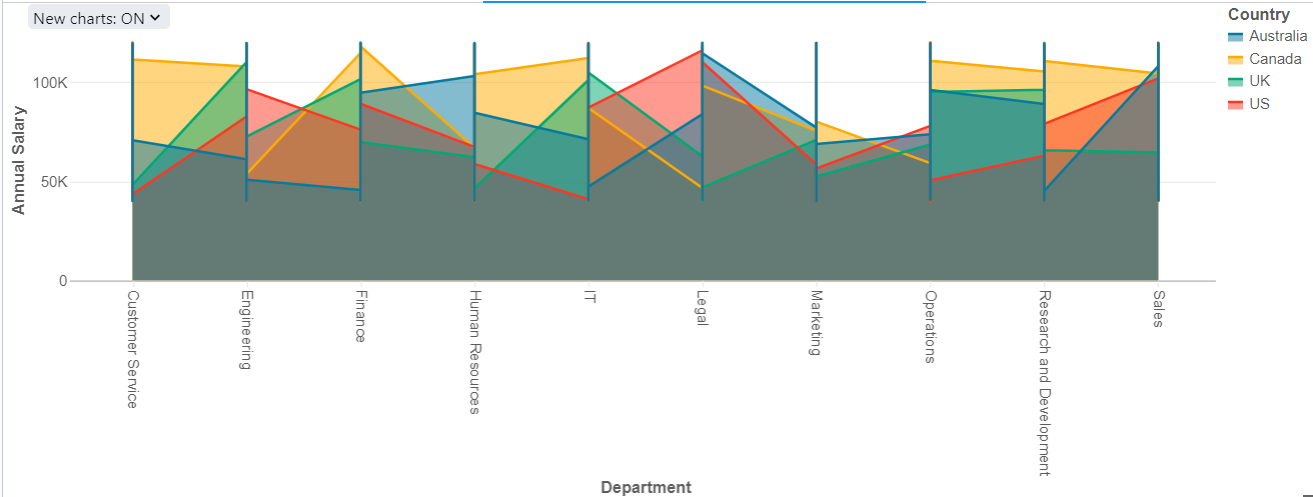 New charts: ON
Country
Australia
Canada
UK
US
Annual Salary
100K
50K
0
Customer Service
Engineering
Finance
Human Resources
IT
Legal
Marketing
Operations
Research and Development
Sales
Department